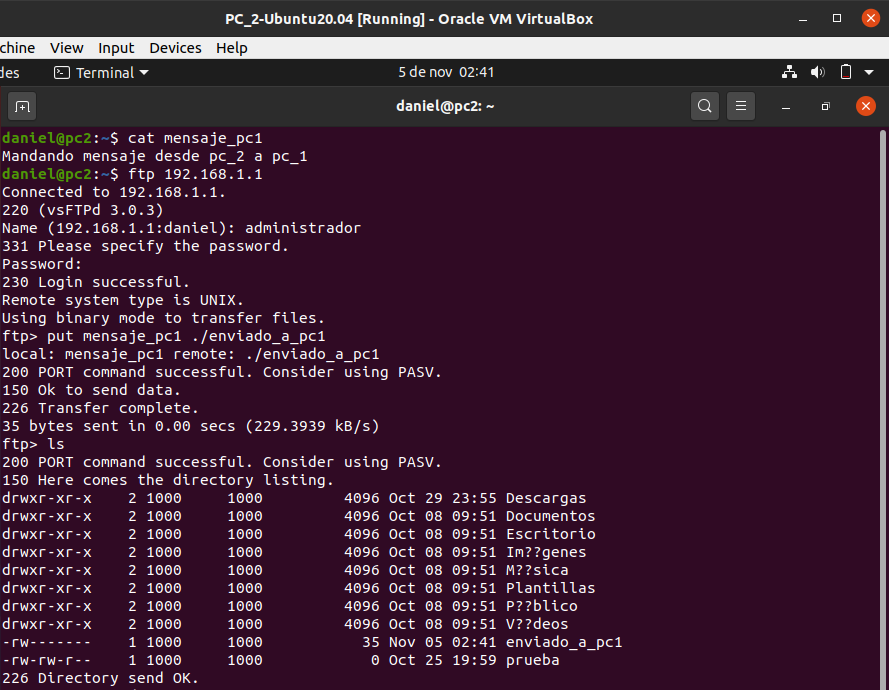 PC_2-Ubuntu20.04 [Running] - Oracle VM VirtualBox
chine View Input Devices Help
des Terminal 5 de nov 02:41
daniel@pc2: ~
daniel@pc2:~$ cat mensaje_pc1
Mandando mensaje desde pc_2 a pc_1
daniel@pc2:~$ ftp 192.168.1.1
Connected to 192.168.1.1.
220 (vsFTPd 3.0.3)
Name (192.168.1.1:daniel): administrador
331 Please specify the password.
Password:
230 Login successful.
Remote system type is UNIX.
Using binary mode to transfer files.
ftp> put mensaje_pc1 ./enviado_a_pc1
local: mensaje_pc1 remote: ./enviado_a_pc1
200 PORT command successful. Consider using PASV.
150 Ok to send data.
226 Transfer complete.
35 bytes sent in 0.00 secs (229.3939 kB/s)
ftp> ls
200 PORT command successful. Consider using PASV.
150 Here comes the directory listing.
drwxr-xr-x    2 1000     1000         4096 Oct 29 23:55 Descargas
drwxr-xr-x    2 1000     1000         4096 Oct 08 09:51 Documentos
drwxr-xr-x    2 1000     1000         4096 Oct 08 09:51 Escritorio
drwxr-xr-x    2 1000     1000         4096 Oct 08 09:51 Im??genes
drwxr-xr-x    2 1000     1000         4096 Oct 08 09:51 M??sica
drwxr-xr-x    2 1000     1000         4096 Oct 08 09:51 Plantillas
drwxr-xr-x    2 1000     1000         4096 Oct 08 09:51 P??blico
drwxr-xr-x    2 1000     1000         4096 Oct 08 09:51 V??deos
-rw-------    1 1000     1000           35 Nov 05 02:41 enviado_a_pc1
-rw-rw-r--    1 1000     1000            0 Oct 25 19:59 prueba
226 Directory send OK.